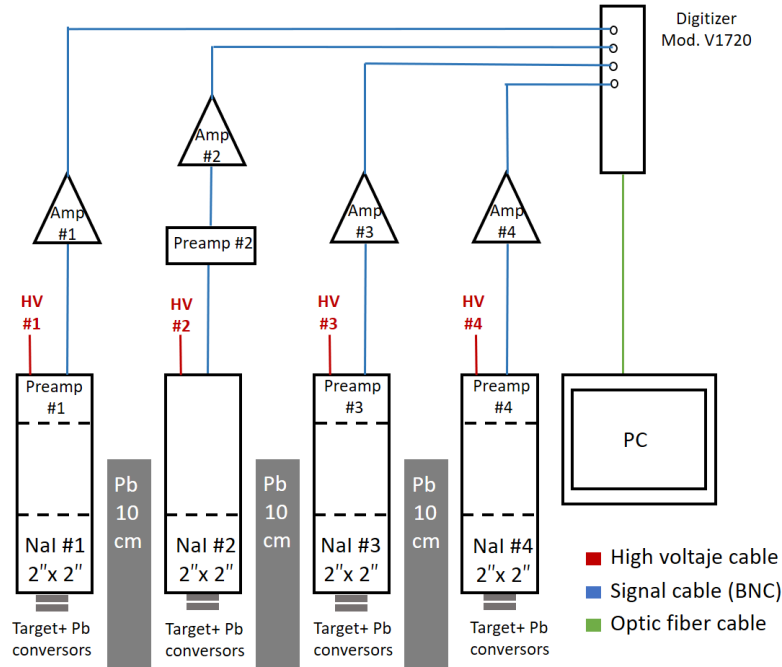 Digitizer
Mod. V1720
Amp
#2
Amp
#1
Amp
#3
Amp
#4
Preamp #2
HV
#1
HV
#2
HV
#3
HV
#4
Preamp
#1
Preamp
#3
Preamp
#4
PC
Pb
10
cm
Pb
10
cm
Pb
10
cm
NaI #1
2"x 2"
NaI #2
2"x 2"
NaI #3
2"x 2"
NaI #4
2"x 2"
High voltaje cable
Signal cable (BNC)
Optic fiber cable
Target+ Pb
conversors
Target+ Pb
conversors
Target+ Pb
conversors
Target+ Pb
conversors